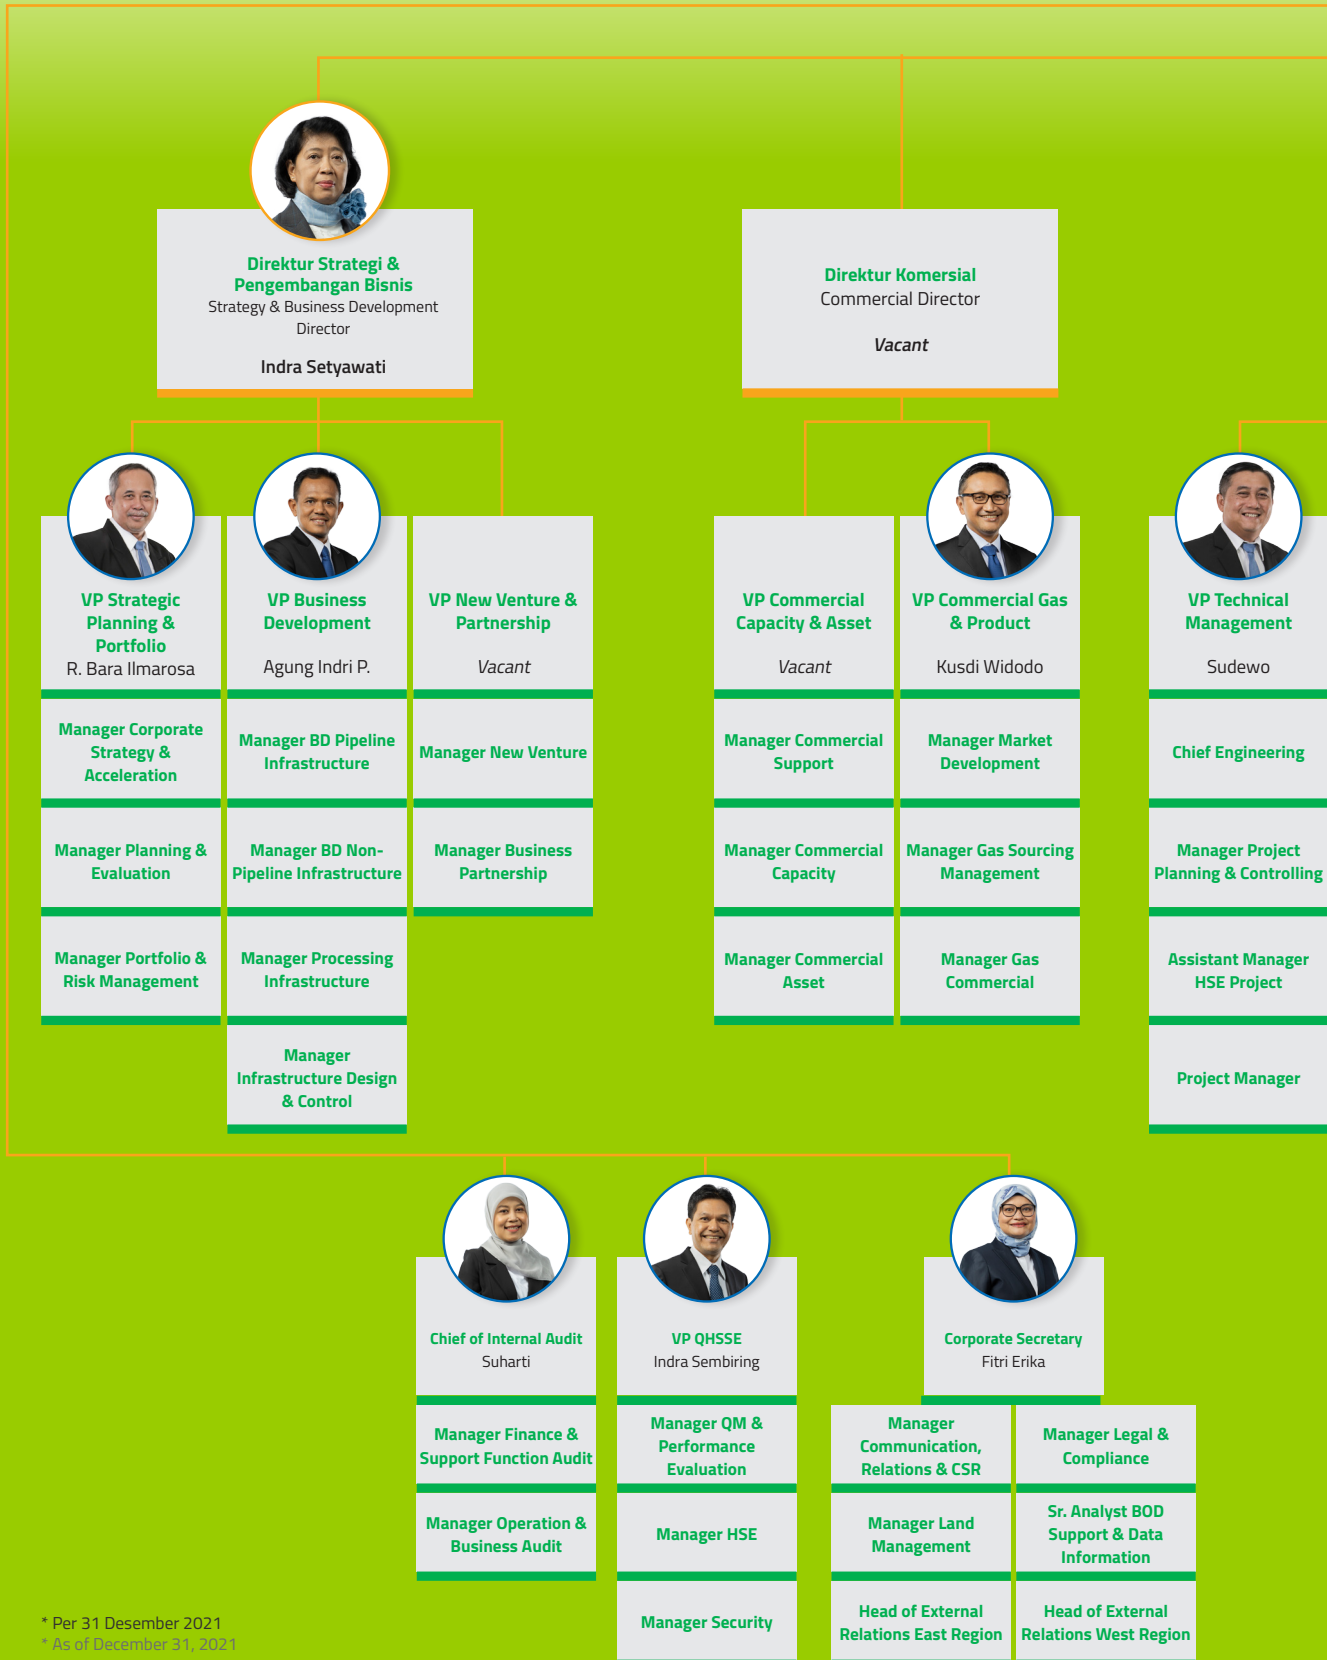 Direktur Strategi &
Pengembangan Bisnis
Strategy & Business Development
Director
Indra Setyawati
Direktur Komersial
Commercial Director
Vacant
VP Strategic
Planning &
Portfolio
R. Bara Ilmarosa
VP Business
Development
Agung Indri P.
VP New Venture &
Partnership
Vacant
VP Commercial
Capacity & Asset
Vacant
VP Commercial Gas
& Product
Kusdi Widodo
VP Technical
Management
Sudewo
Manager Corporate
Strategy &
Acceleration
Manager BD Pipeline
Infrastructure
Manager New Venture
Manager Commercial
Support
Manager Market
Development
Chief Engineering
Manager Planning &
Evaluation
Manager BD Non-
Pipeline Infrastructure
Manager Business
Partnership
Manager Commercial
Capacity
Manager Gas Sourcing
Management
Manager Project
Planning & Controlling
Manager Portfolio &
Risk Management
Manager Processing
Infrastructure
Manager Commercial
Asset
Manager Gas
Commercial
Assistant Manager
HSE Project
Manager
Infrastructure Design
& Control
Project Manager
Chief of Internal Audit
Suharti
VP QHSSE
Indra Sembiring
Corporate Secretary
Fitri Erika
Manager Finance &
Support Function Audit
Manager QM &
Performance
Evaluation
Manager
Communication,
Relations & CSR
Manager Legal &
Compliance
Manager Operation &
Business Audit
Manager HSE
Manager Land
Management
Sr. Analyst BOD
Support & Data
Information
Manager Security
Head of External
Relations East Region
Head of External
Relations West Region
* Per 31 Desember 2021
* As of December 31, 2021